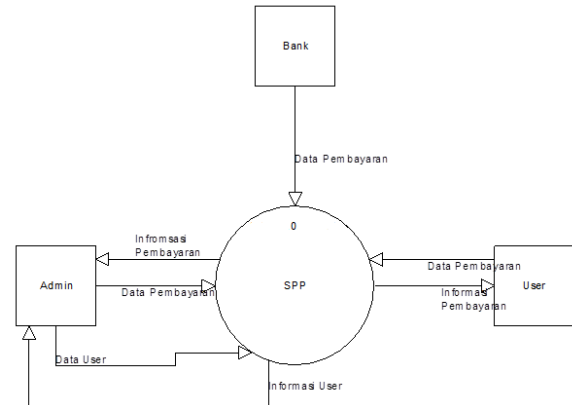 Bank
Data Pembayaran
0
Infromsasi
Pembayaran
Data Pembayaran
Admin
SPP
User
Data Pembayaran
Informasi
Pembayaran
Data User
Informasi User